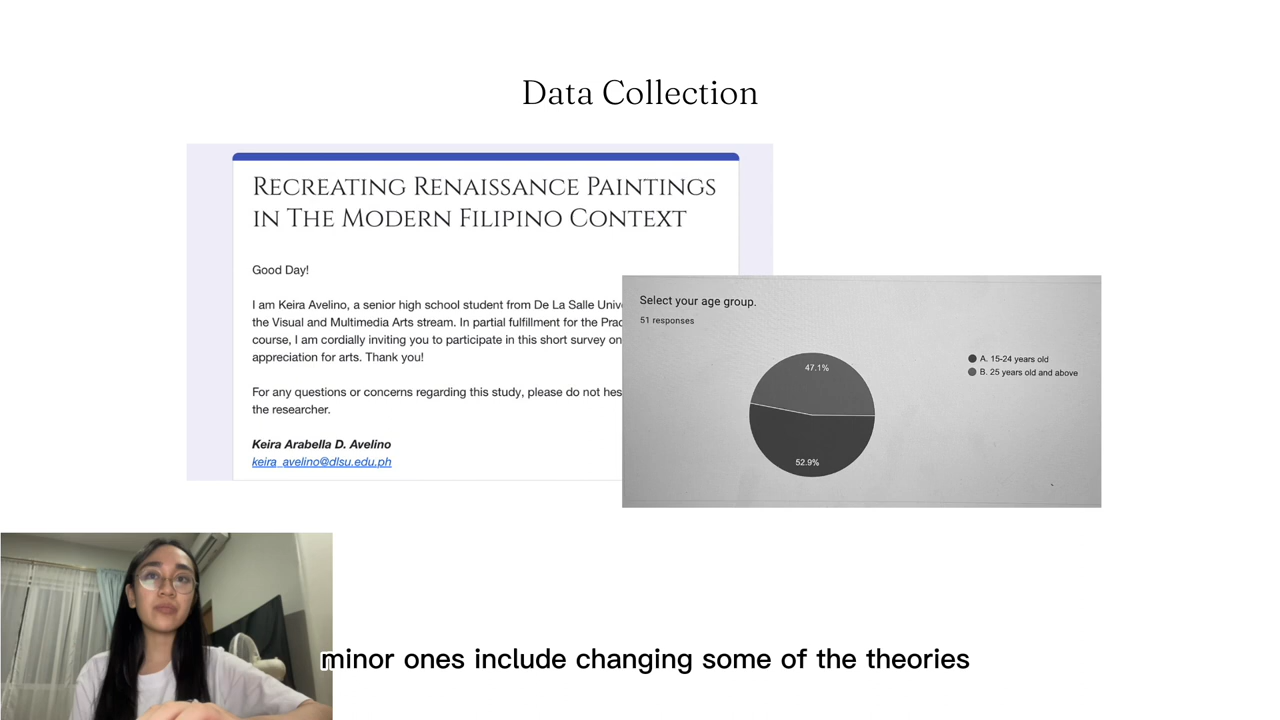 Data Collection
RECREATING RENAISSANCE PAINTINGS
IN THE MODERN FILIPINO CONTEXT
Good Day!
I am Keira Avelino, a senior high school student from De La Salle
the Visual and Multimedia Arts stream. In partial fulfillment for the
course, I am cordially inviting you to participate in this short survey on
appreciation for arts. Thank you!
For any questions or concerns regarding this study, please do not
the researcher.
Keira Arabella D. Avelino
keira_avelino@dlsu.edu.ph
Select your age group.
51 responses
47.1%
52.9%
A. 15-24 years old
B. 25 years old and above
minor ones include changing some of the theories